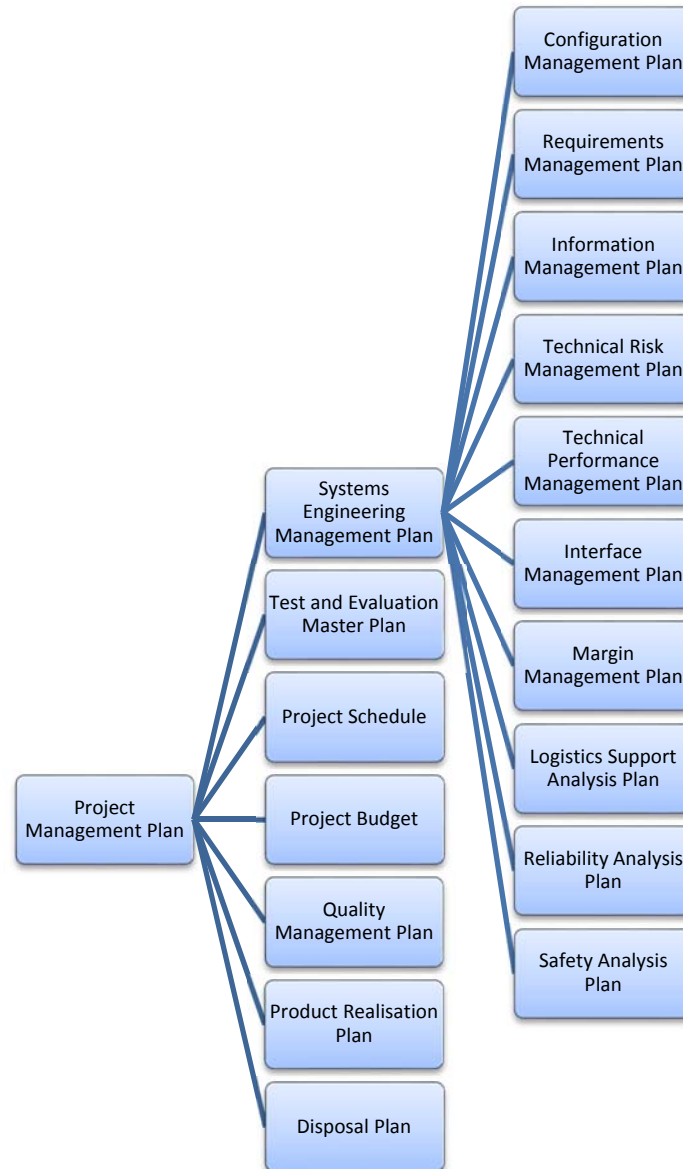 Project
Management Plan
Systems
Engineering
Management Plan
Test and Evaluation
Master Plan
Project Schedule
Project Budget
Quality
Management Plan
Product Realisation
Plan
Disposal Plan
Configuration
Management Plan
Requirements
Management Plan
Information
Management Plan
Technical Risk
Management Plan
Technical
Performance
Management Plan
Interface
Management Plan
Margin
Management Plan
Logistics Support
Analysis Plan
Reliability Analysis
Plan
Safety Analysis
Plan